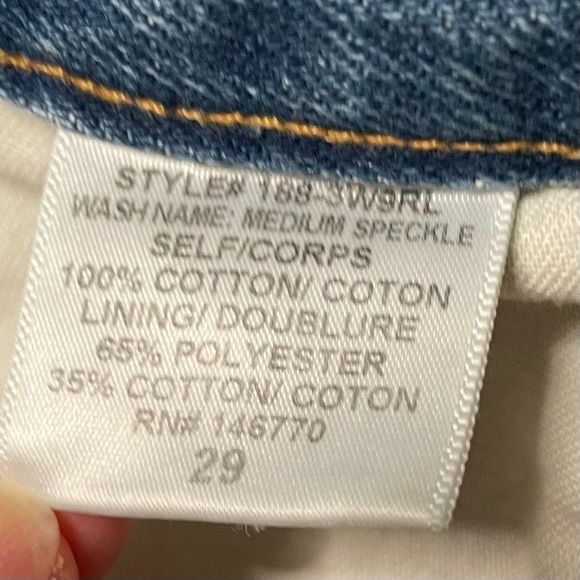 STYLE# 188-3W9RL
WASH NAME: MEDIUM SPECKLE
SELF/CORPS
100% COTTON/ COTON
LINING/ DOUBLURE
65% POLYESTER
35% COTTON/ COTON
RN# 146770
29